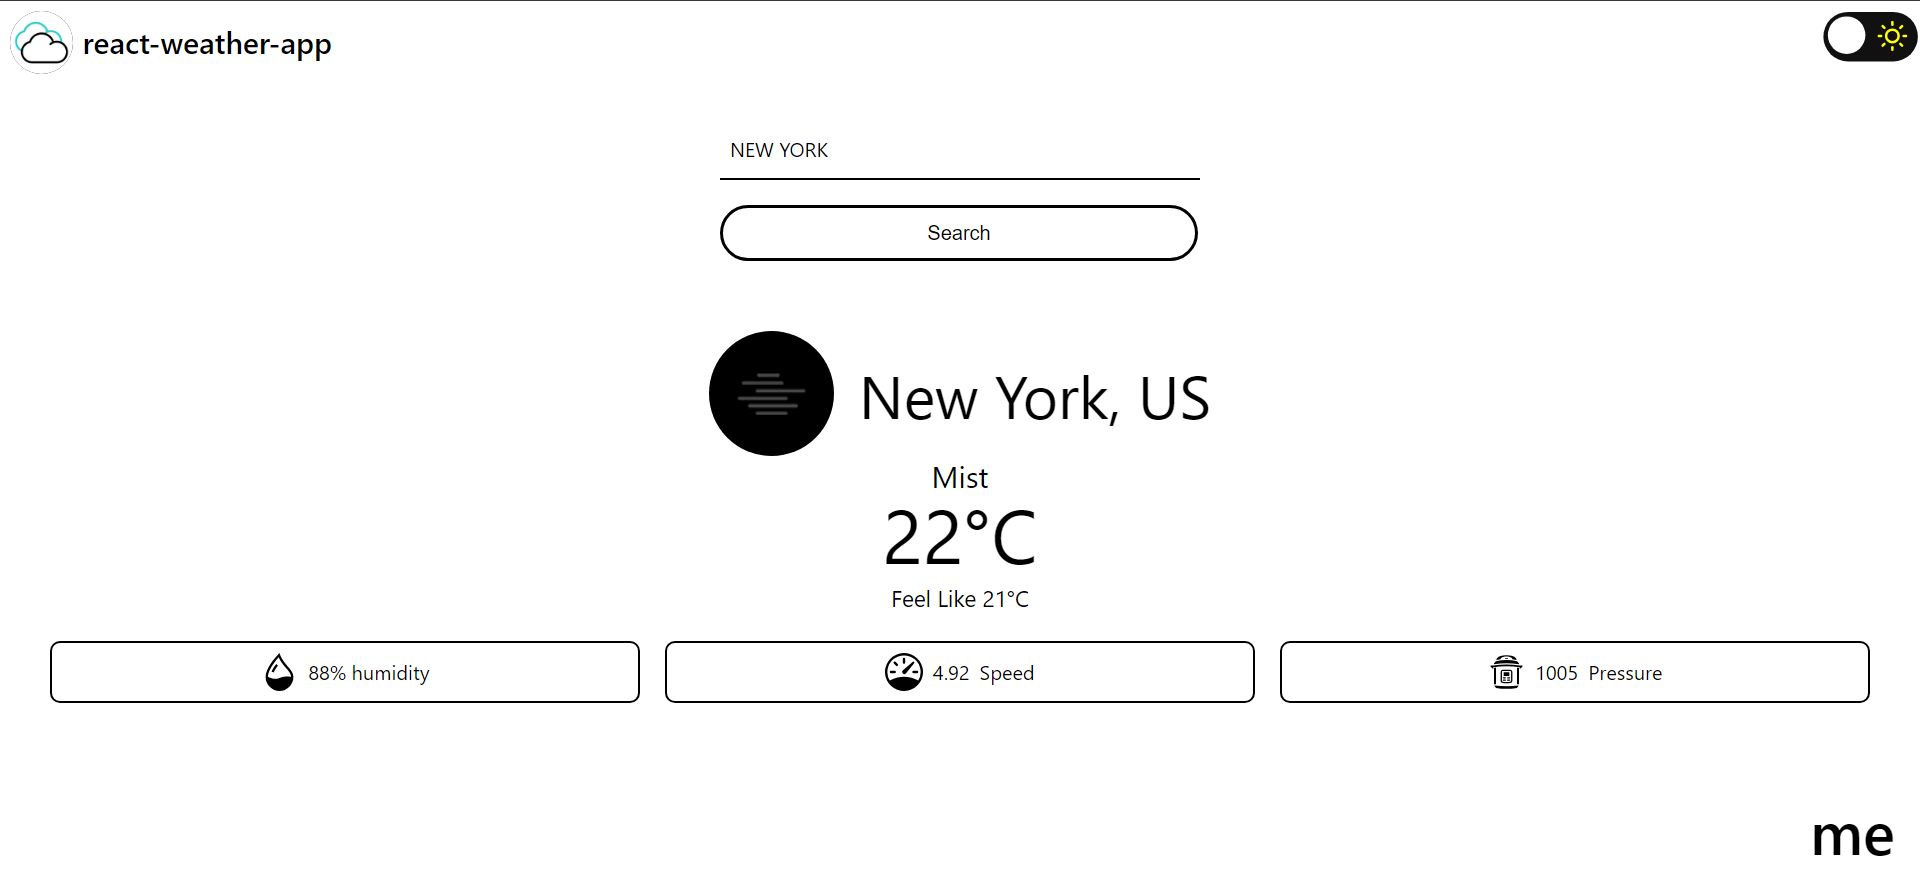 react-weather-app
NEW YORK
Search
New York, US
Mist
22°C
Feel Like 21°C
88% humidity
4.92 Speed
1005 Pressure
me